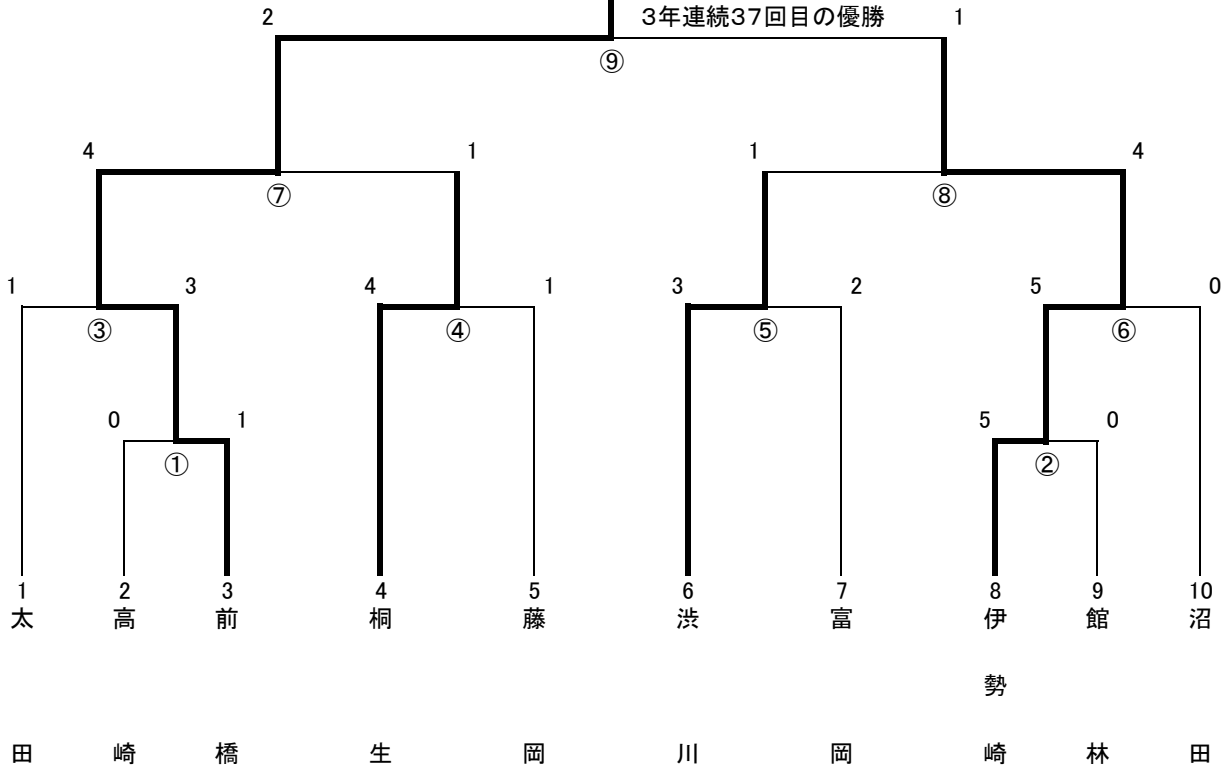 2 3年連続37回目の優勝 1
⑨
4 1 1 4
⑦ ⑧
1 3 4 1 3 2 5 0
③ ④ ⑤ ⑥
0 1 5 0
① ②
1 2 3 4 5 6 7 8 9 10
太田
高崎
前橋
桐生
藤岡
渋川
富岡
伊勢崎
館林
沼田